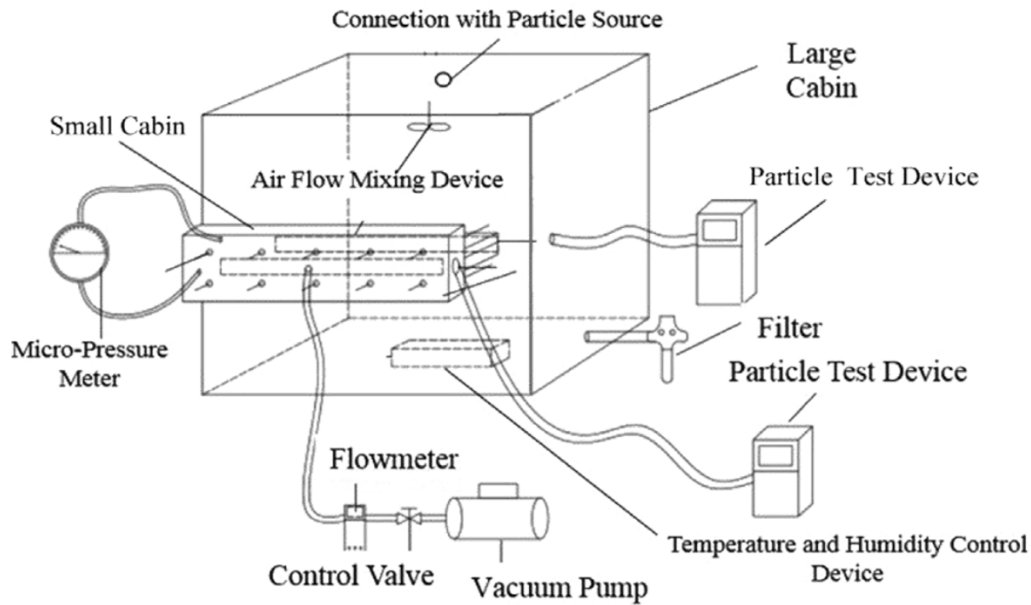 Connection with Particle Source
Large
Cabin
Small Cabin
Air Flow Mixing Device
Particle Test Device
Micro-Pressure
Meter
Filter
Particle Test Device
Flowmeter
Control Valve
Vacuum Pump
Temperature and Humidity Control
Device